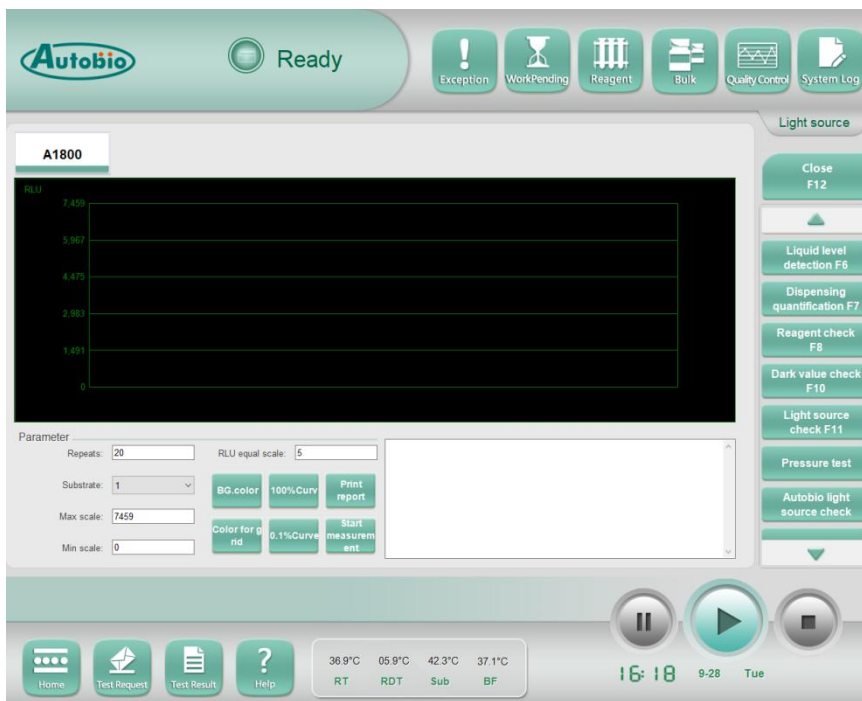 Autobio
Ready
Exception
WorkPending
Reagent
Bulk
Quality Control
System Log
Light source
A1800
Close
F12
RLU
7,459
5,967
4,475
2,983
1,491
0
Liquid level
detection F6
Dispensing
quantification F7
Reagent check
F8
Dark value check
F10
Light source
check F11
Pressure test
Autobio light
source check
Parameter
Repeats: 20
RLU equal scale: 5
Substrate: 1
BG.color
100%Curv
Print
report
Max scale: 7459
Min scale: 0
Color for g
rid
0.1%Curve
Start
measurem
ent
Home
Test Request
Test Result
Help
36.9°C 05.9°C 42.3°C 37.1°C
RT RDT Sub BF
16:18 9-28 Tue